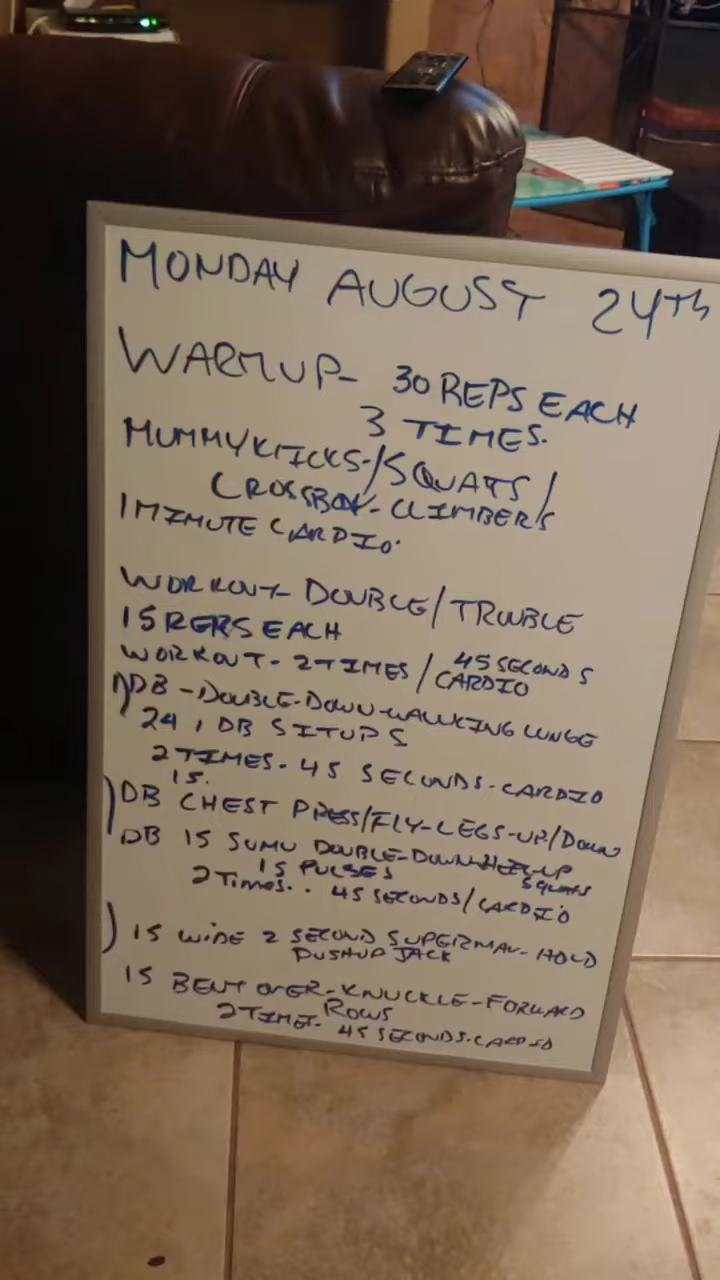 MONDAY AUGUST 24TH
WARMUP- 30 REPS EACH
3 TIMES.
MUMMYKICKS-/SQUATS/
CROSSBOX-CLIMBERS
1 MINUTE CARDIO.
WORKOUT- DOUBLE/TROUBLE
15 REPS EACH
WORKOUT- 2 TIMES / 45 SECONDS
CARDIO
1) DB -DOUBLE-DOWN-WALKING LUNGE
24 / DB SITUPS
2 TIMES. 45 SECONDS-CARDIO
15.
) DB CHEST PRESS/FLY-LEGS-UP/DOWN
DB 15 SUMU DOUBLE-DOWN-HEEL-UP
SQUATS
15 PULSES
2 Times.. 45 SECONDS/CARDIO
) 15 WIDE 2 SECOND SUPERMAN-HOLD
PUSHUP JACK
15 BENT OVER-KNUCKLE-FORWARD
ROWS
2 TIMES- 45 SECONDS-CARDIO